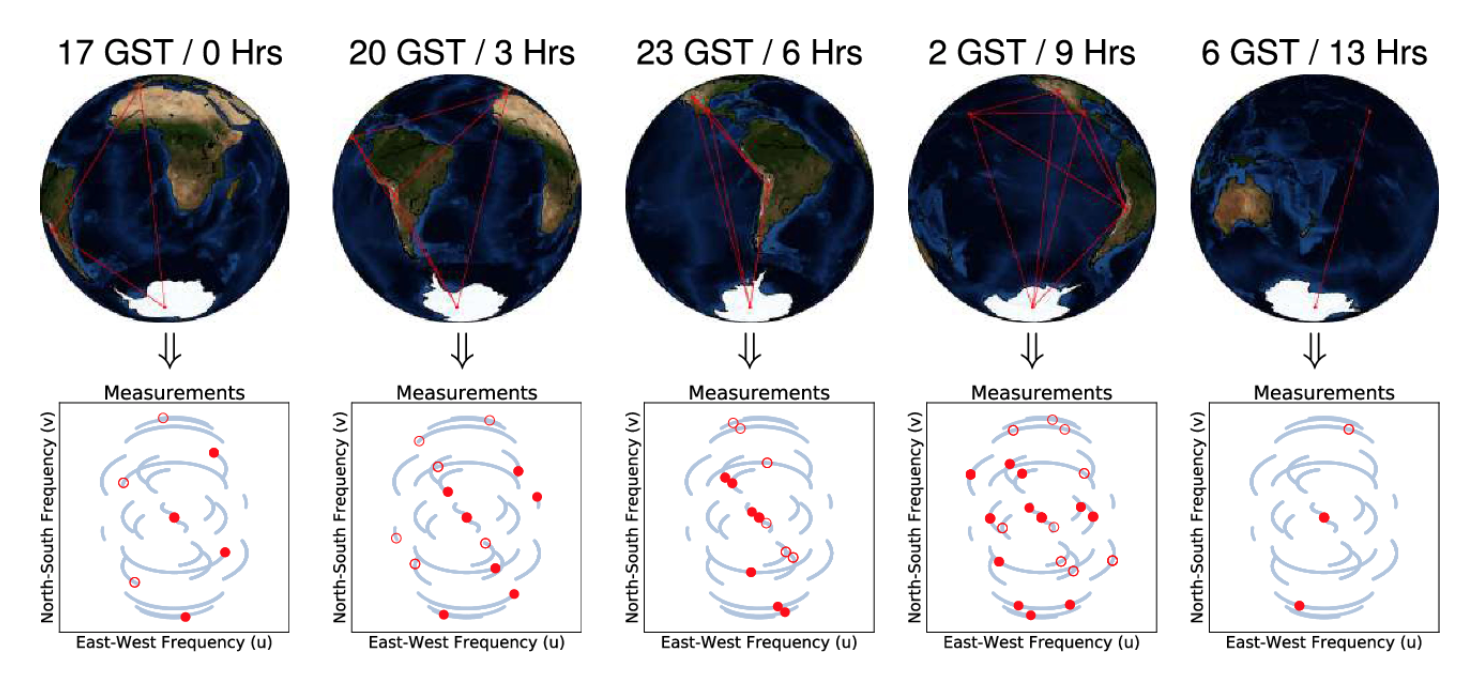 17 GST / 0 Hrs
20 GST / 3 Hrs
23 GST / 6 Hrs
2 GST / 9 Hrs
6 GST / 13 Hrs
Measurements
Measurements
Measurements
Measurements
Measurements
North-South Frequency (v)
North-South Frequency (v)
North-South Frequency (v)
North-South Frequency (v)
North-South Frequency (v)
East-West Frequency (u)
East-West Frequency (u)
East-West Frequency (u)
East-West Frequency (u)
East-West Frequency (u)